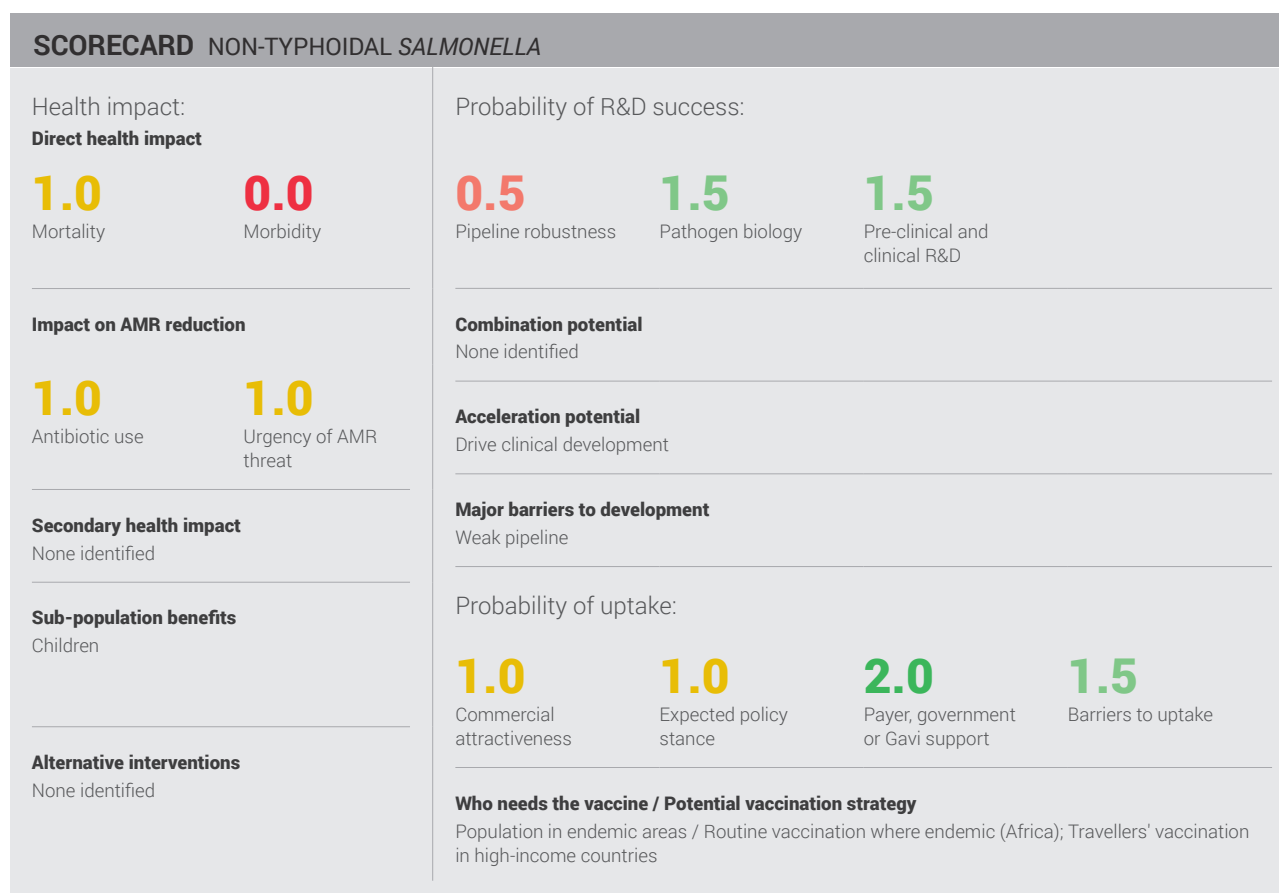 SCORECARD NON-TYPHOIDAL SALMONELLA
Health impact:
Direct health impact
1.0 0.0
Mortality Morbidity
Impact on AMR reduction
1.0 1.0
Antibiotic use Urgency of AMR
threat
Secondary health impact
None identified
Sub-population benefits
Children
Alternative interventions
None identified
Probability of R&D success:
0.5 1.5 1.5
Pipeline robustness Pathogen biology Pre-clinical and
clinical R&D
Combination potential
None identified
Acceleration potential
Drive clinical development
Major barriers to development
Weak pipeline
Probability of uptake:
1.0 1.0 2.0 1.5
Commercial Expected policy Payer, government Barriers to uptake
attractiveness stance or Gavi support
Who needs the vaccine / Potential vaccination strategy
Population in endemic areas / Routine vaccination where endemic (Africa); Travellers' vaccination
in high-income countries